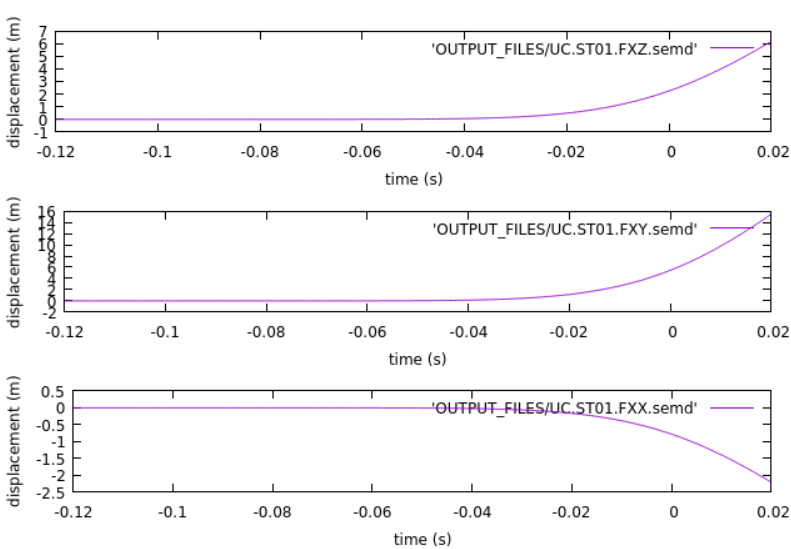 displacement (m)
7
6
5
4
3
2
1
0
-1
'OUTPUT_FILES/UC.ST01.FXZ.semd'
-0.12 -0.1 -0.08 -0.06 -0.04 -0.02 0 0.02
time (s)
displacement (m)
16
14
12
10
8
6
4
2
0
-2
'OUTPUT_FILES/UC.ST01.FXY.semd'
-0.12 -0.1 -0.08 -0.06 -0.04 -0.02 0 0.02
time (s)
displacement (m)
0.5
0
-0.5
-1
-1.5
-2
-2.5
'OUTPUT_FILES/UC.ST01.FXX.semd'
-0.12 -0.1 -0.08 -0.06 -0.04 -0.02 0 0.02
time (s)